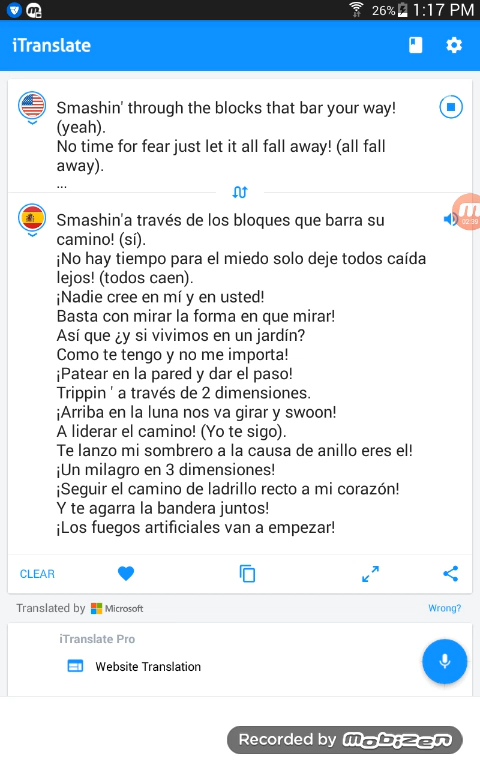 26% 1:17 PM
iTranslate
Smashin' through the blocks that bar your way!
(yeah).
No time for fear just let it all fall away! (all fall
away).
...
Smashin'a través de los bloques que barra su
camino! (sí).
¡No hay tiempo para el miedo solo deje todos caída
lejos! (todos caen).
¡Nadie cree en mí y en usted!
Basta con mirar la forma en que mirar!
Así que ¿y si vivimos en un jardín?
Como te tengo y no me importa!
¡Patear en la pared y dar el paso!
Trippin ' a través de 2 dimensiones.
¡Arriba en la luna nos va girar y swoon!
A liderar el camino! (Yo te sigo).
Te lanzo mi sombrero a la causa de anillo eres el!
¡Un milagro en 3 dimensiones!
¡Seguir el camino de ladrillo recto a mi corazón!
Y te agarra la bandera juntos!
¡Los fuegos artificiales van a empezar!
CLEAR
Translated by Microsoft Wrong?
iTranslate Pro
Website Translation
Recorded by Mobizen